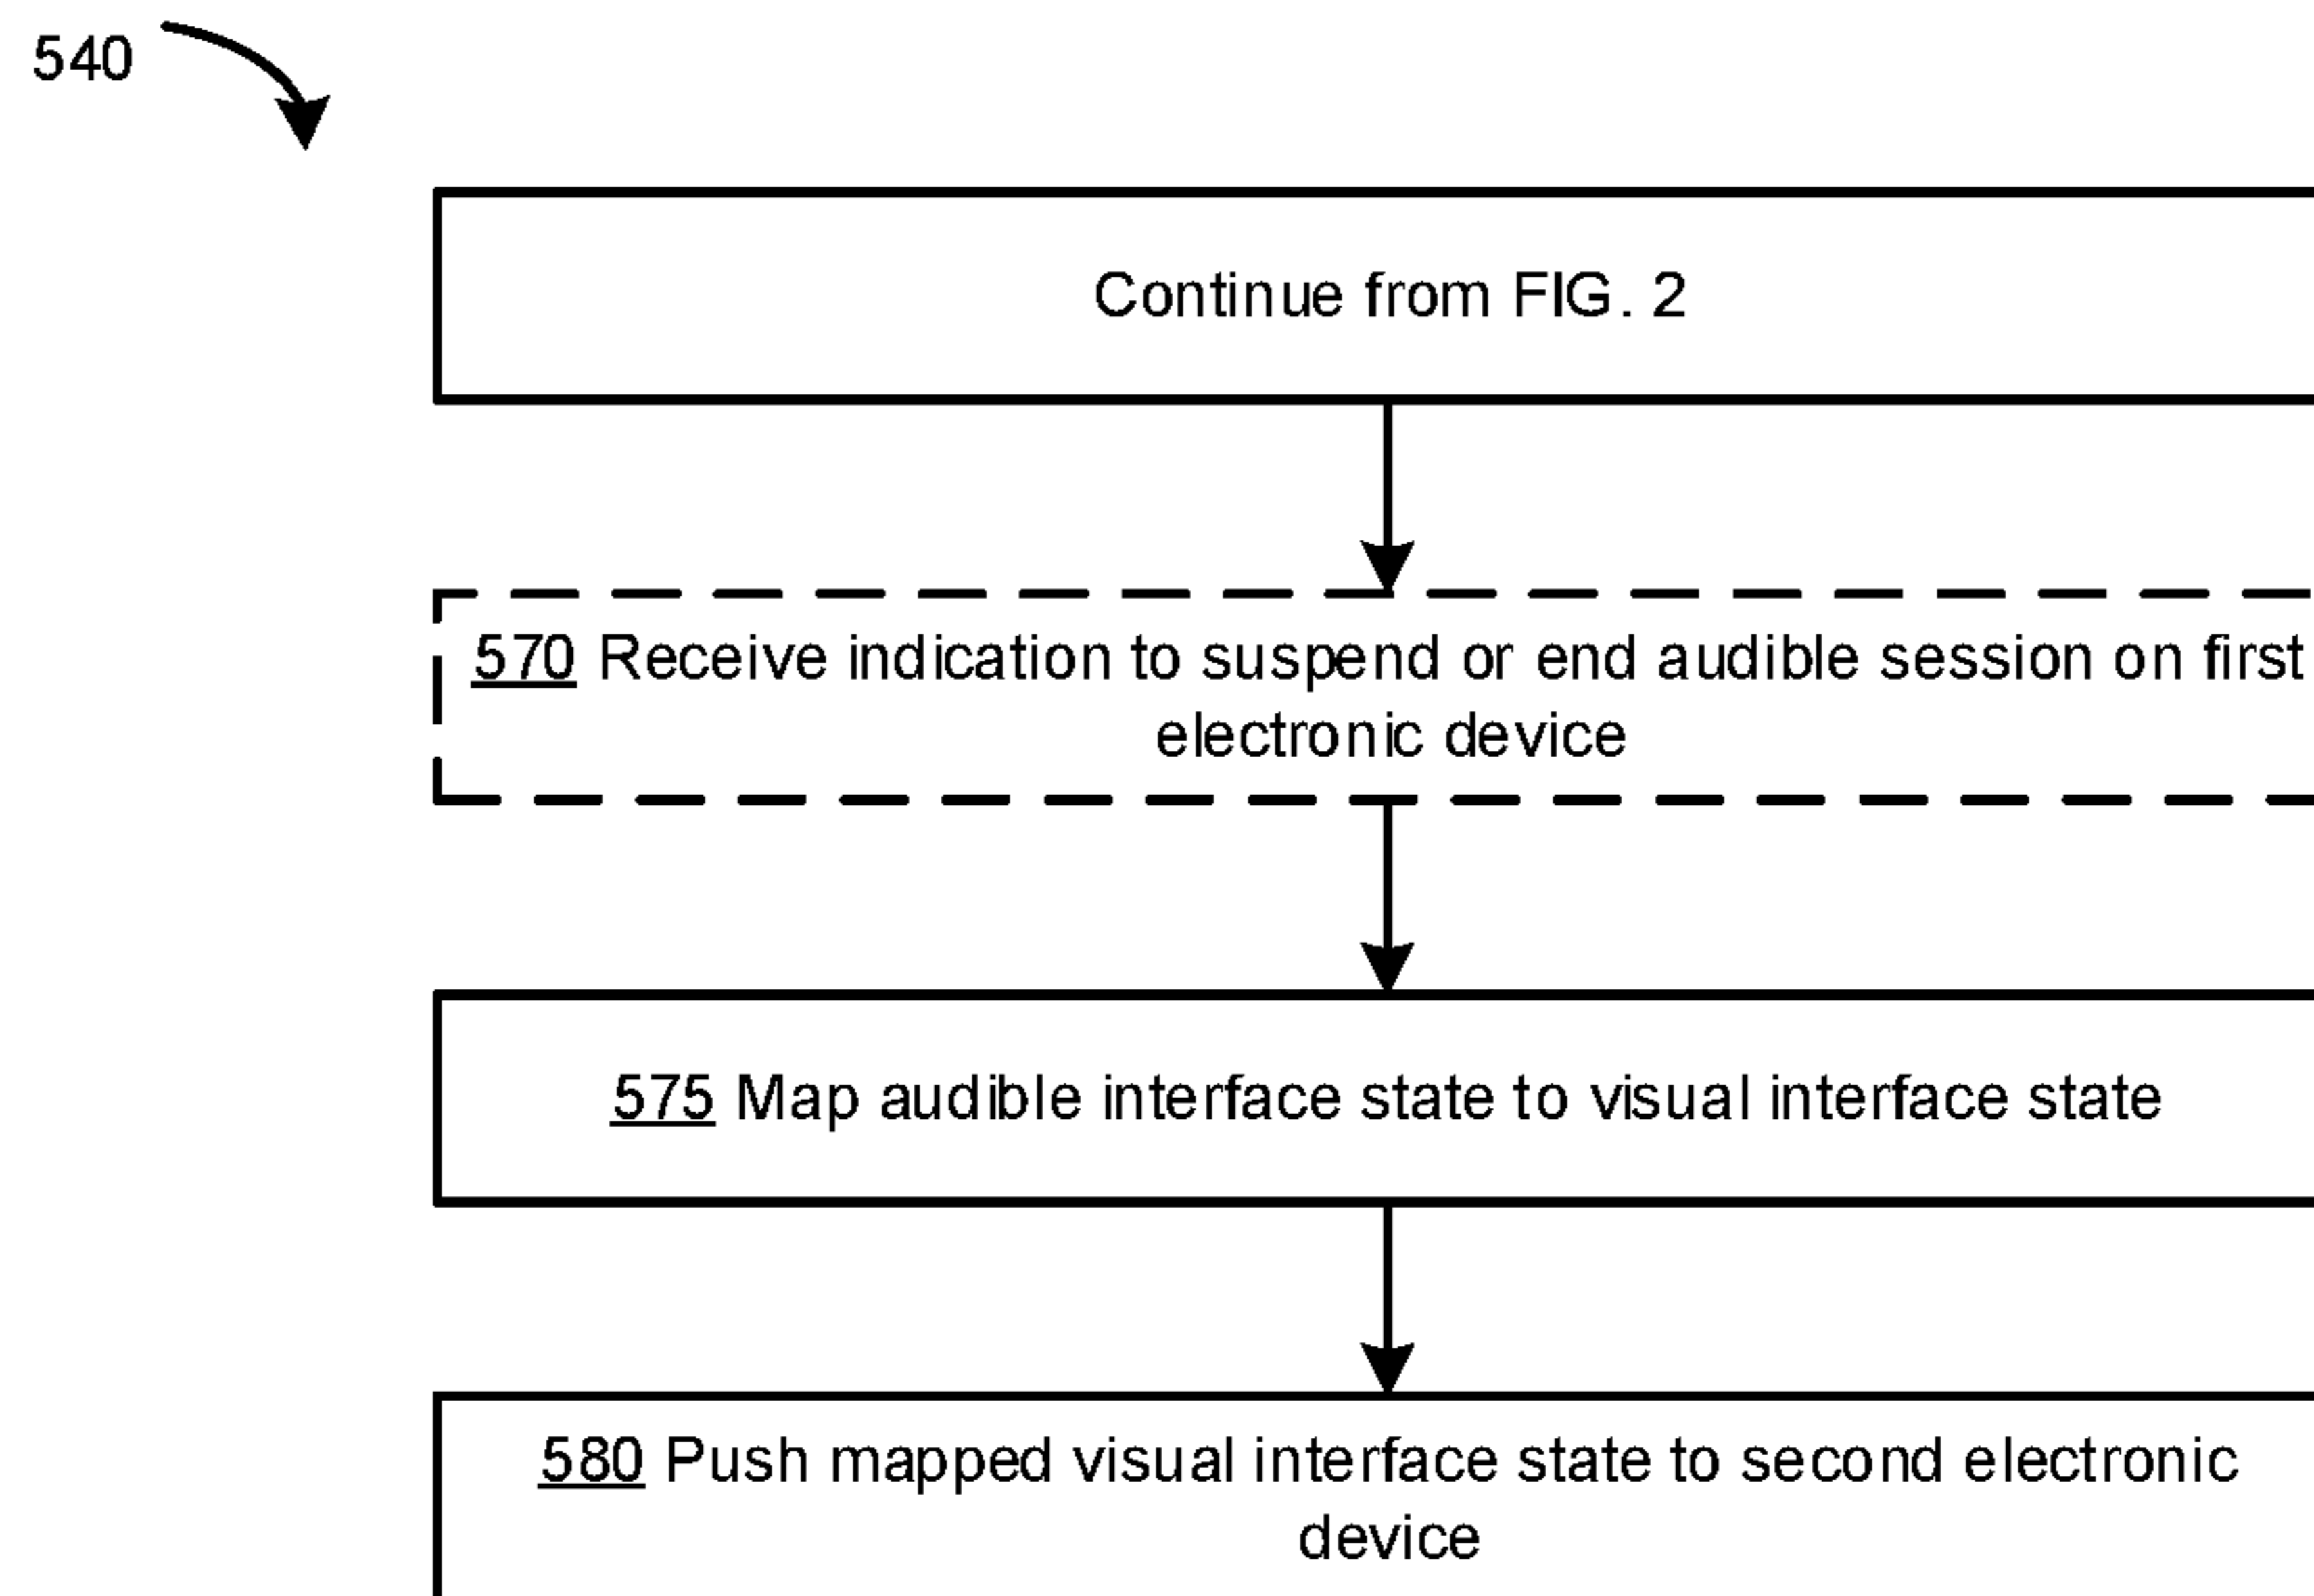 540
Continue from FIG. 2
570 Receive indication to suspend or end audible session on first
electronic device
575 Map audible interface state to visual interface state
580 Push mapped visual interface state to second electronic
device